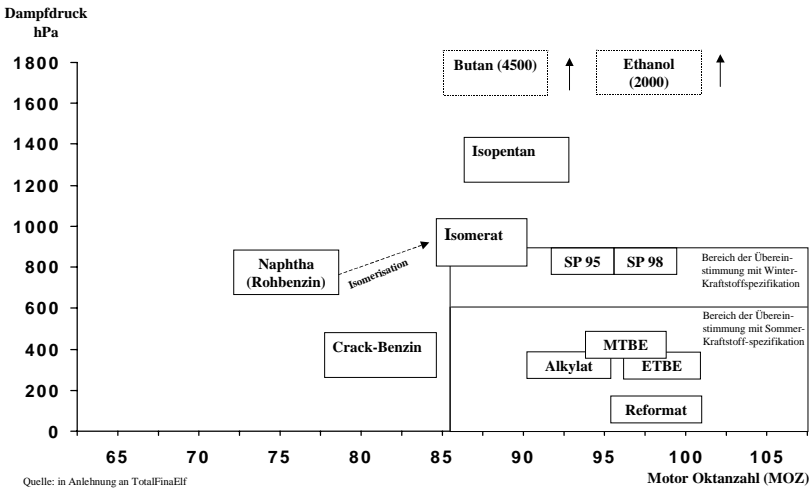 Dampfdruck
hPa
1800
1600
1400
1200
1000
800
600
400
200
0
Butan (4500)
Ethanol
(2000)
Isopentan
Isomerat
Naphtha
(Rohbenzin)
Isomerisation
SP 95
SP 98
Bereich der Überein-
stimmung mit Winter-
Kraftstoffspezifikation
Bereich der Überein-
stimmung mit Sommer-
Kraftstoff-spezifikation
Crack-Benzin
MTBE
Alkylat
ETBE
Reformat
65 70 75 80 85 90 95 100 105
Motor Oktanzahl (MOZ)
Quelle: in Anlehnung an TotalFinaElf